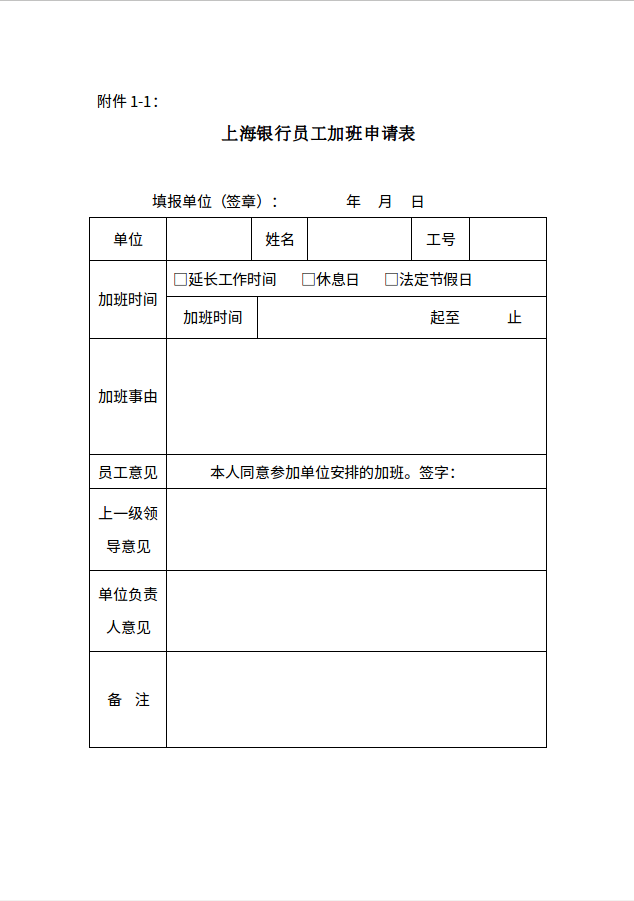 附件 1-1：
上海银行员工加班申请表
填报单位（签章）： 年 月 日
单位 姓名 工号
加班时间
□延长工作时间 □休息日 □法定节假日
加班时间 起至 止
加班事由
员工意见 本人同意参加单位安排的加班。签字：
上一级领
导意见
单位负责
人意见
备 注